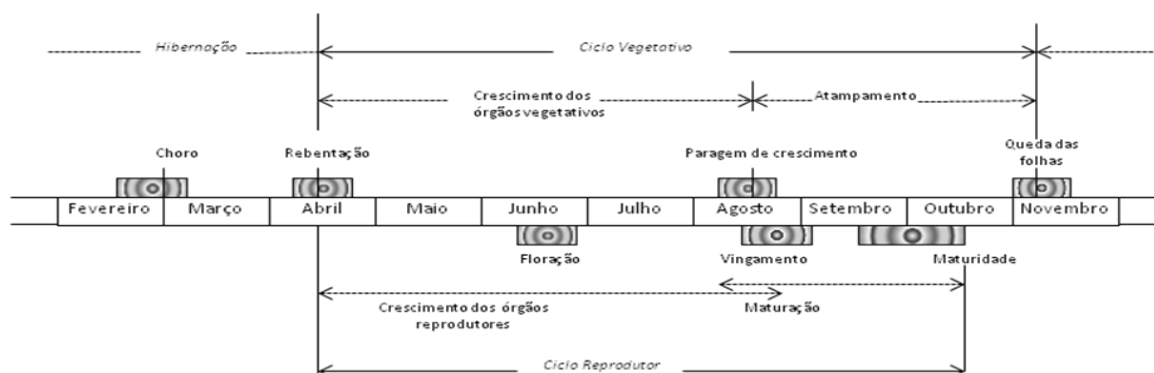 Hibernação
Ciclo Vegetativo
Crescimento dos
órgãos vegetativos
Atampamento
Choro
Rebentação
Paragem de crescimento
Queda das
folhas
Fevereiro Março Abril Maio Junho Julho Agosto Setembro Outubro Novembro
Floração
Vingamento
Maturidade
Crescimento dos órgãos
reprodutores
Maturação
Ciclo Reprodutor